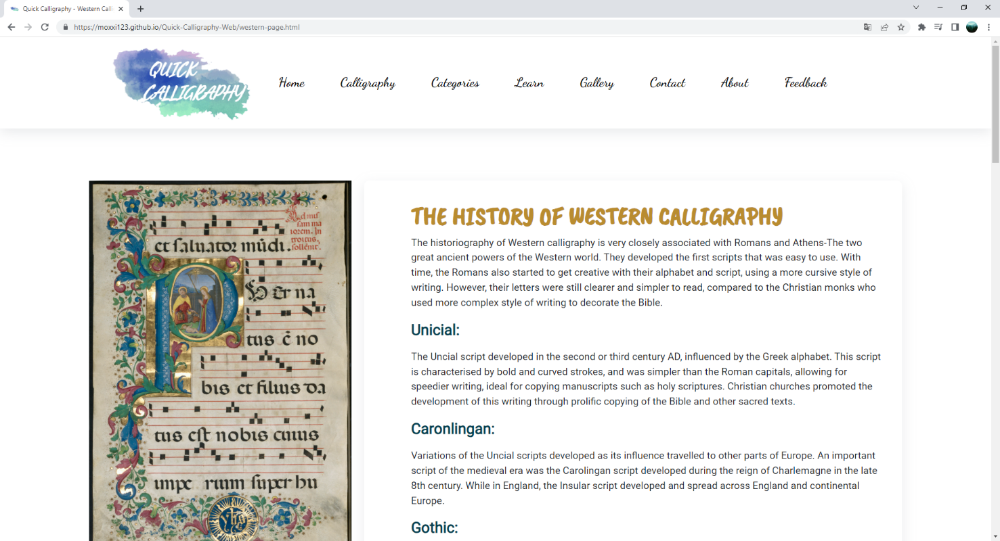 Quick Calligraphy - Western Calli
https://moxxi123.github.io/Quick-Calligraphy-Web/western-page.html
QUICK
CALLIGRAPHY
Home Calligraphy Categories Learn Gallery Contact About Feedback
THE HISTORY OF WESTERN CALLIGRAPHY
The historiography of Western calligraphy is very closely associated with Romans and Athens-The two
great ancient powers of the Western world. They developed the first scripts that was easy to use. With
time, the Romans also started to get creative with their alphabet and script, using a more cursive style of
writing. However, their letters were still clearer and simpler to read, compared to the Christian monks who
used more complex style of writing to decorate the Bible.
Unicial:
The Uncial script developed in the second or third century AD, influenced by the Greek alphabet. This script
is characterised by bold and curved strokes, and was simpler than the Roman capitals, allowing for
speedier writing, ideal for copying manuscripts such as holy scriptures. Christian churches promoted the
development of this writing through prolific copying of the Bible and other sacred texts.
Caronlingan:
Variations of the Uncial scripts developed as its influence travelled to other parts of Europe. An important
script of the medieval era was the Carolingan script developed during the reign of Charlemagne in the late
8th century. While in England, the Insular script developed and spread across England and continental
Europe.
Gothic:
et ſaluator mũdi.
P
Uer na
tus ẽ no
bis et filius da
tus eſt nobis cuius
impe rium ſuper hu
yhs